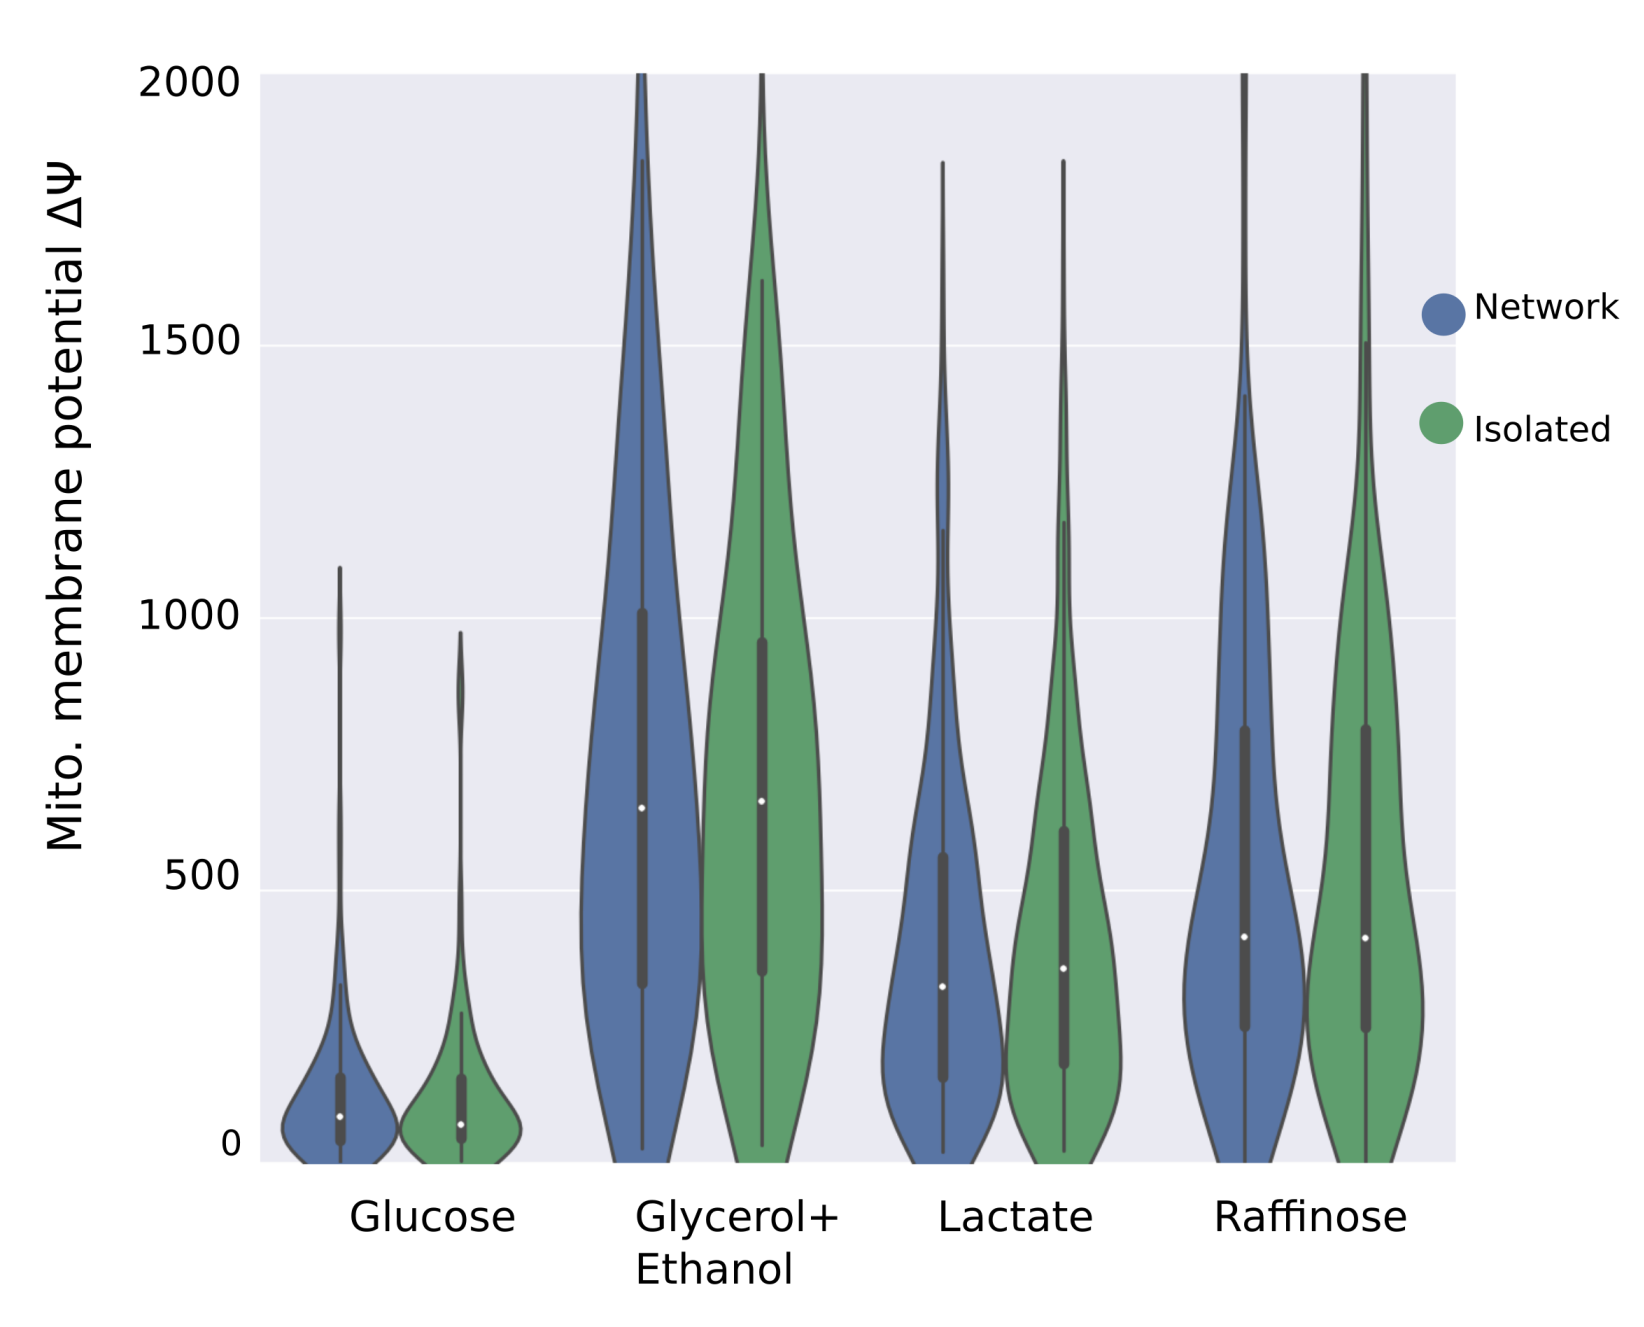 Mito. membrane potential ΔΨ
2000
1500
1000
500
0
Network
Isolated
Glucose
Glycerol+
Ethanol
Lactate
Raffinose